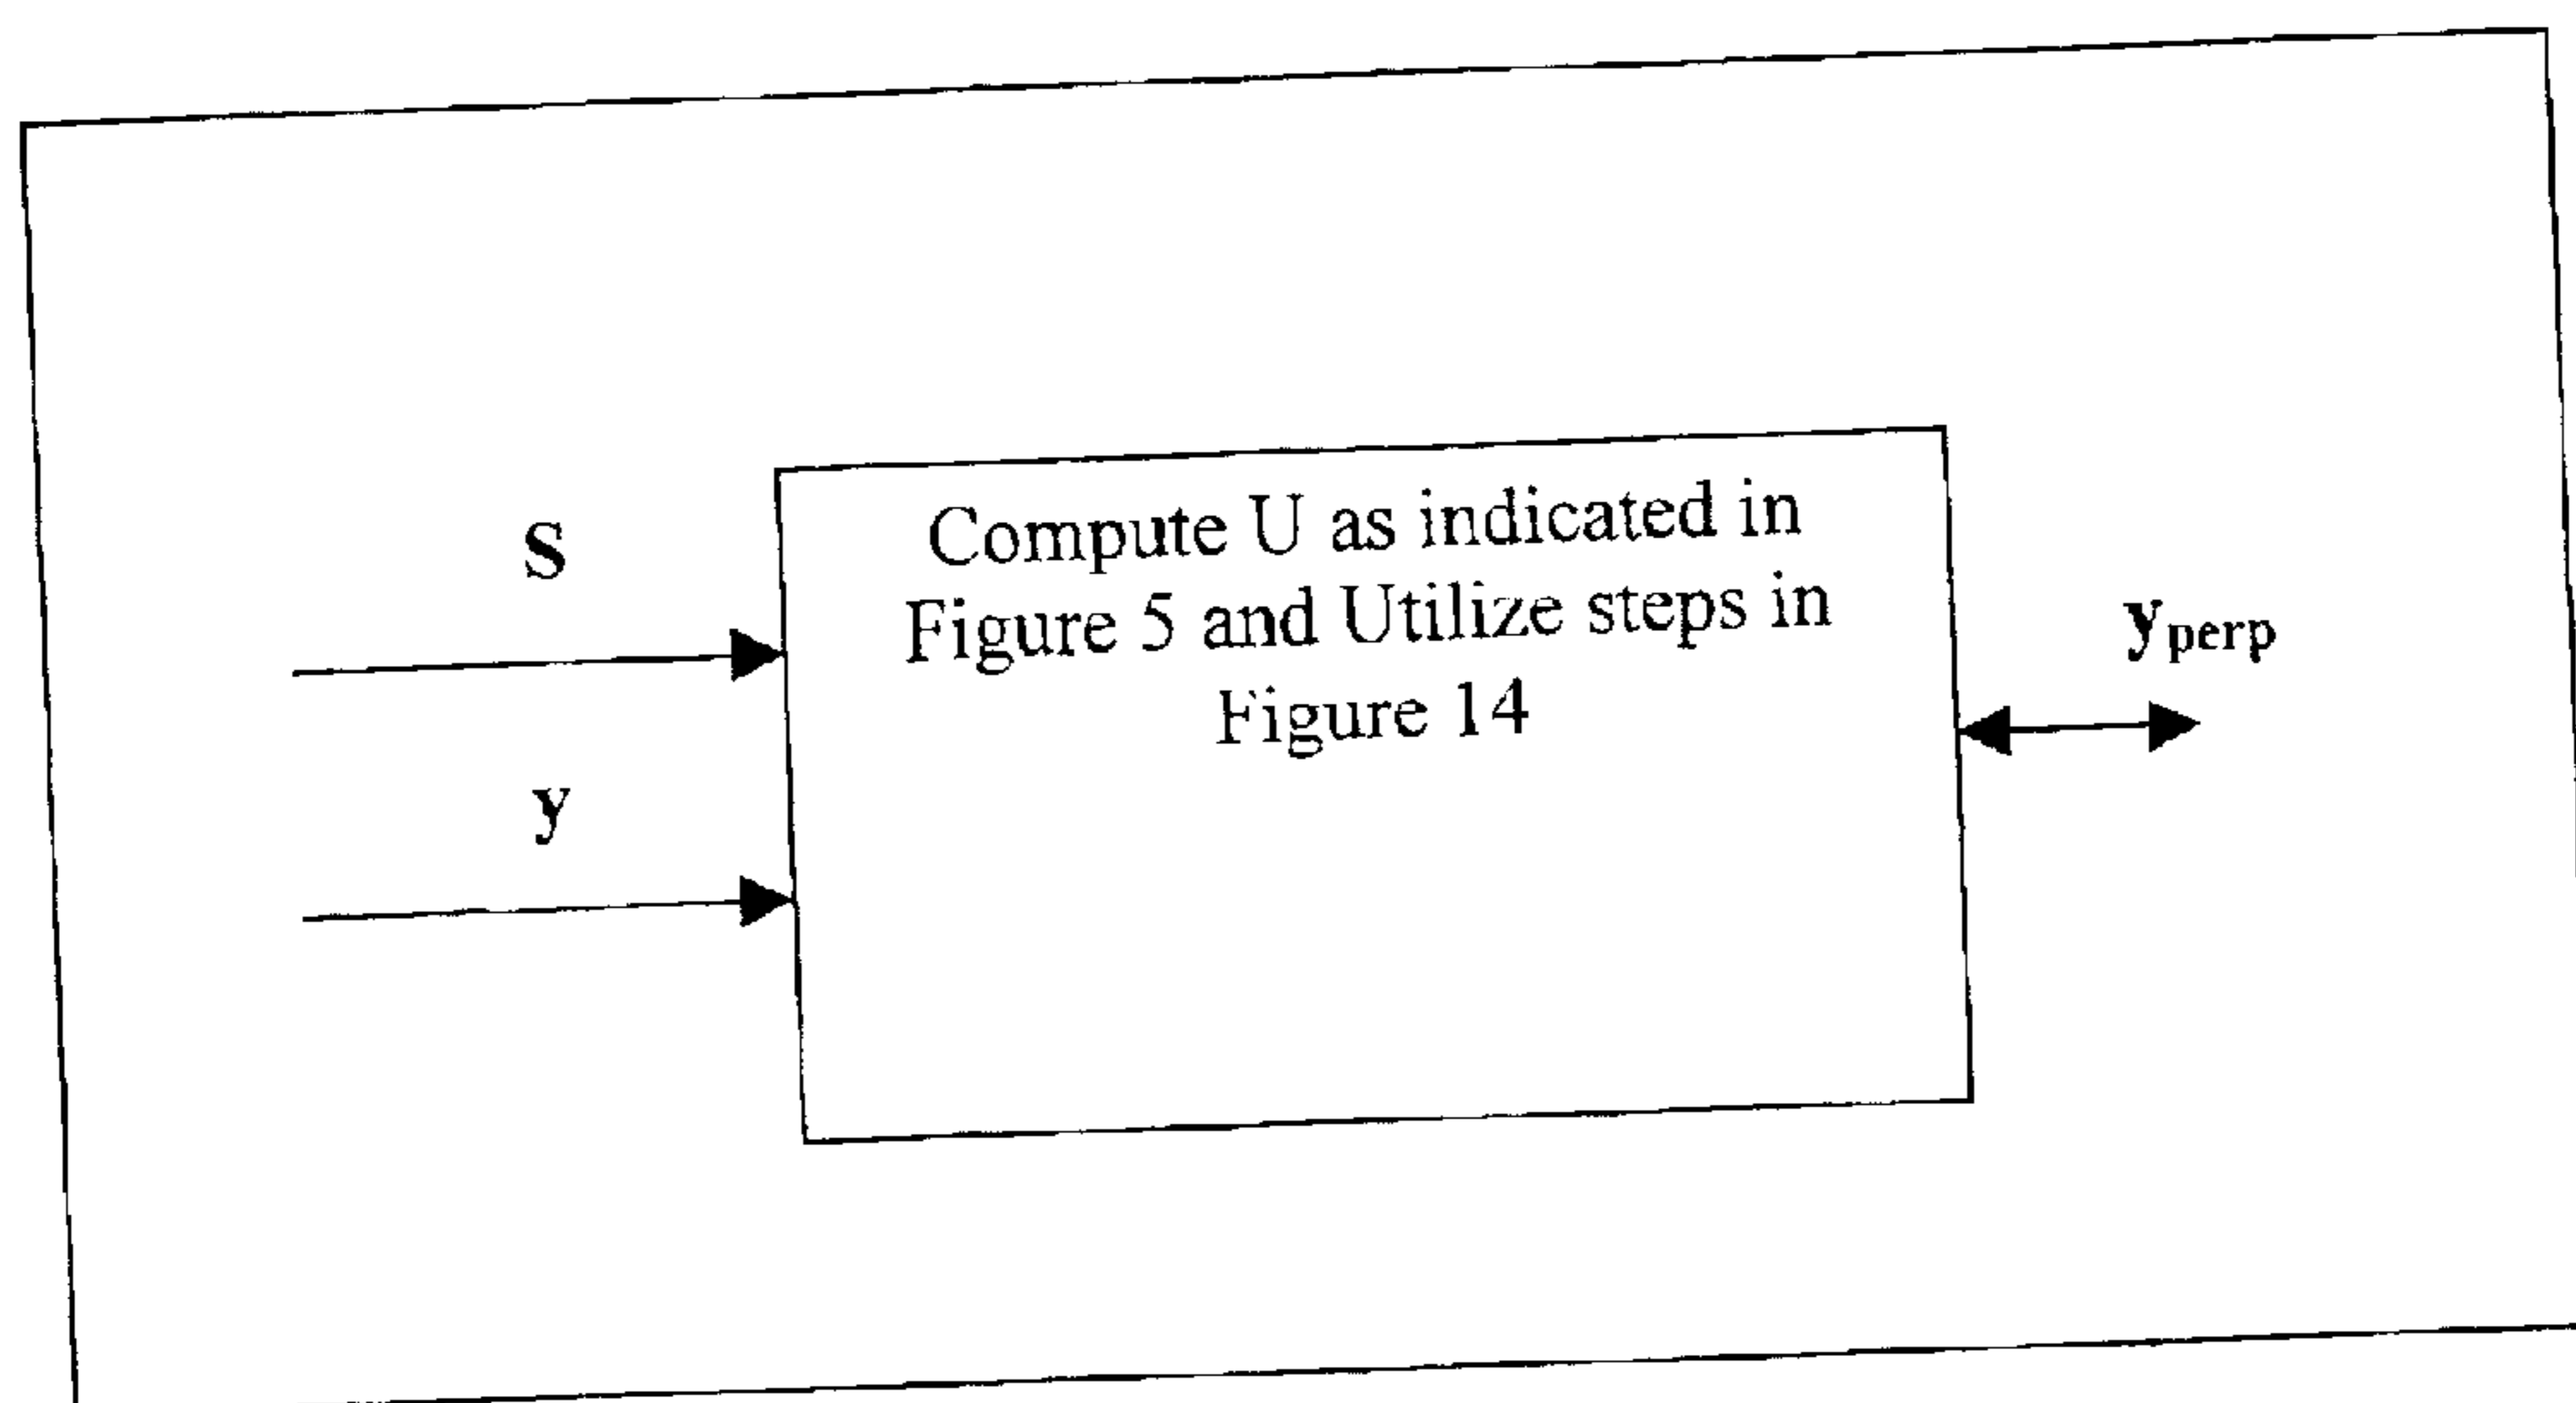 S
y
Compute U as indicated in
Figure 5 and Utilize steps in
Figure 14
yperp